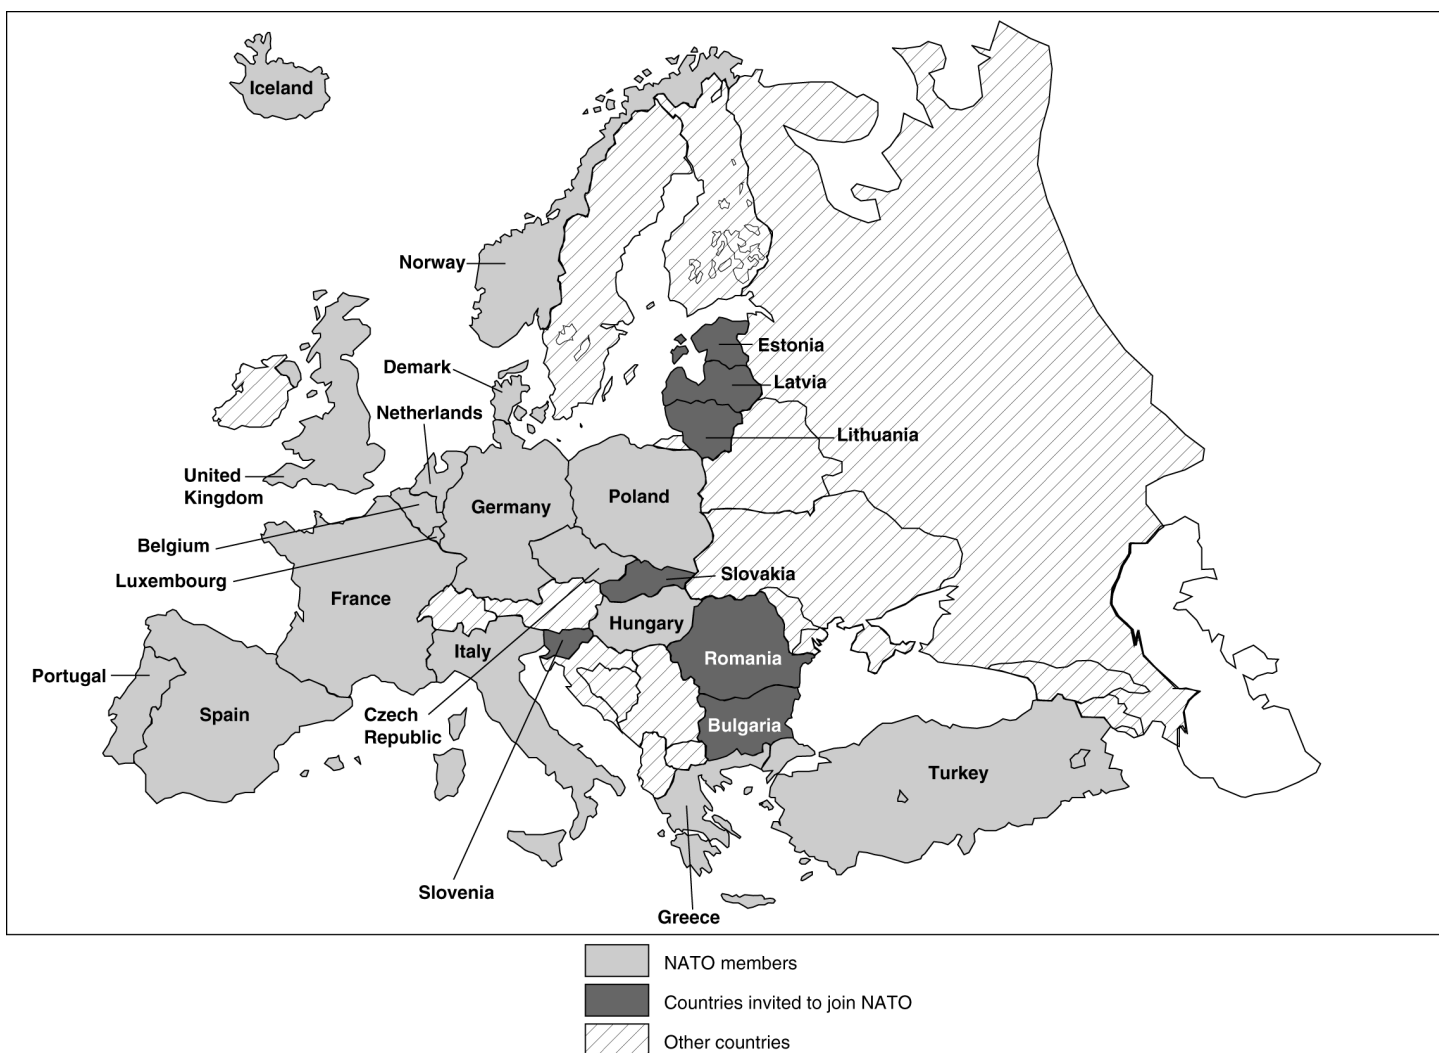 Iceland
Norway
Estonia
Demark
Latvia
Netherlands
Lithuania
United
Kingdom
Germany
Poland
Belgium
Luxembourg
Slovakia
France
Hungary
Italy
Romania
Portugal
Spain
Czech
Republic
Bulgaria
Turkey
Slovenia
Greece
NATO members
Countries invited to join NATO
Other countries